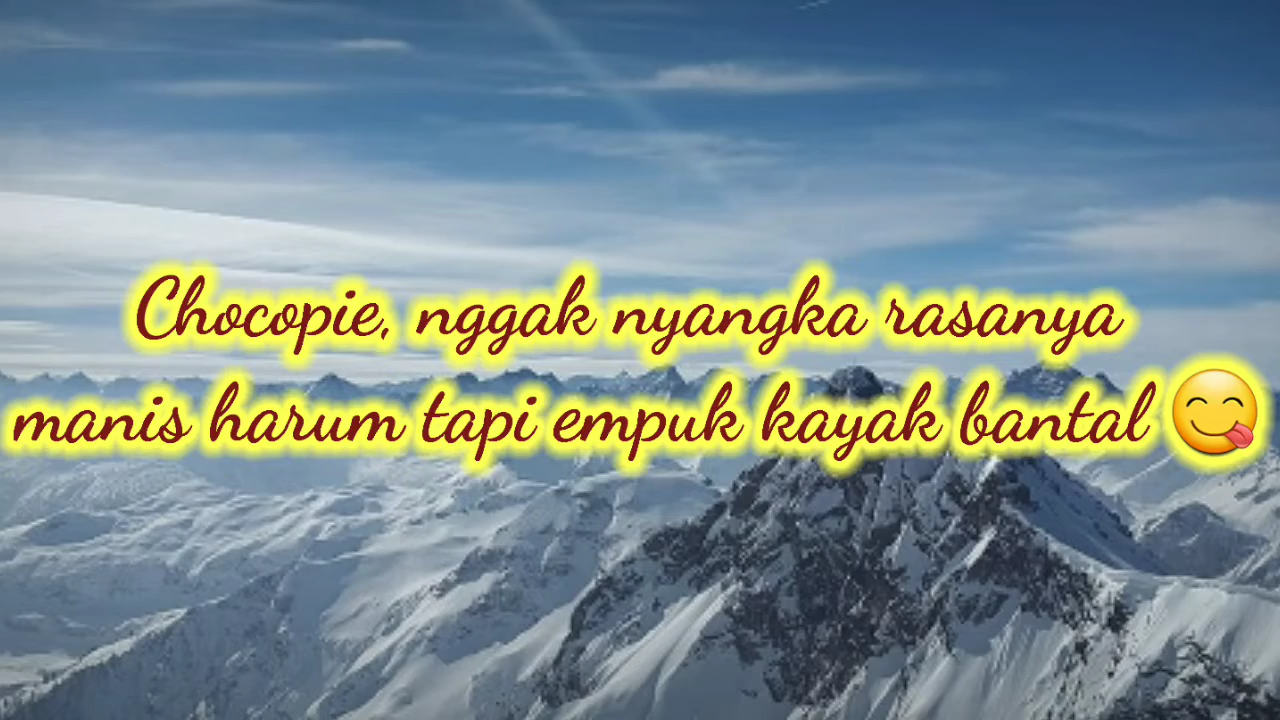 Chocopie, nggak nyangka rasanya
manis harum tapi empuk kayak bantal 😋